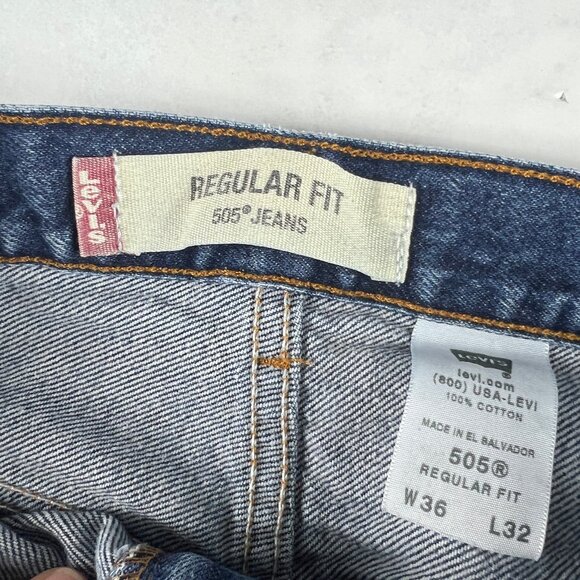 Levi's
REGULAR FIT
505® JEANS
LEVI'S
®
levi.com
(800) USA-LEVI
100% COTTON
MADE IN EL SALVADOR
505®
REGULAR FIT
W36 L32